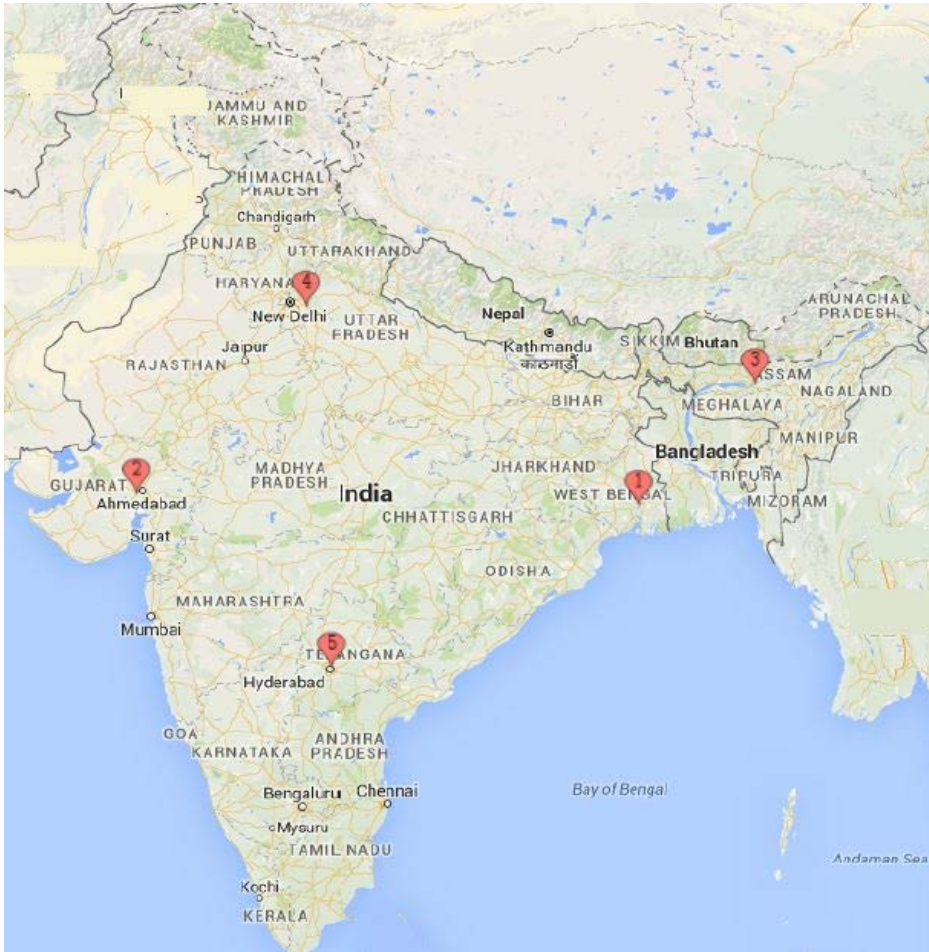 JAMMU AND
KASHMIR
HIMACHAL
PRADESH
Chandigarh
PUNJAB
UTTARAKHAND
HARYANA
4
New Delhi
UTTAR
PRADESH
Nepal
Kathmandu
काठमाडौं
SIKKIM
Bhutan
ARUNACHAL
PRADESH
3
ASSAM
NAGALAND
MEGHALAYA
Jaipur
RAJASTHAN
BIHAR
MANIPUR
Bangladesh
TRIPURA
MIZORAM
2
GUJARAT
Ahmedabad
MADHYA
PRADESH
India
JHARKHAND
1
WEST BENGAL
CHHATTISGARH
Surat
ODISHA
MAHARASHTRA
Mumbai
5
TELANGANA
Hyderabad
GOA
KARNATAKA
ANDHRA
PRADESH
Bengaluru
Chennai
Bay of Bengal
Mysuru
TAMIL NADU
Andaman Sea
Kochi
KERALA